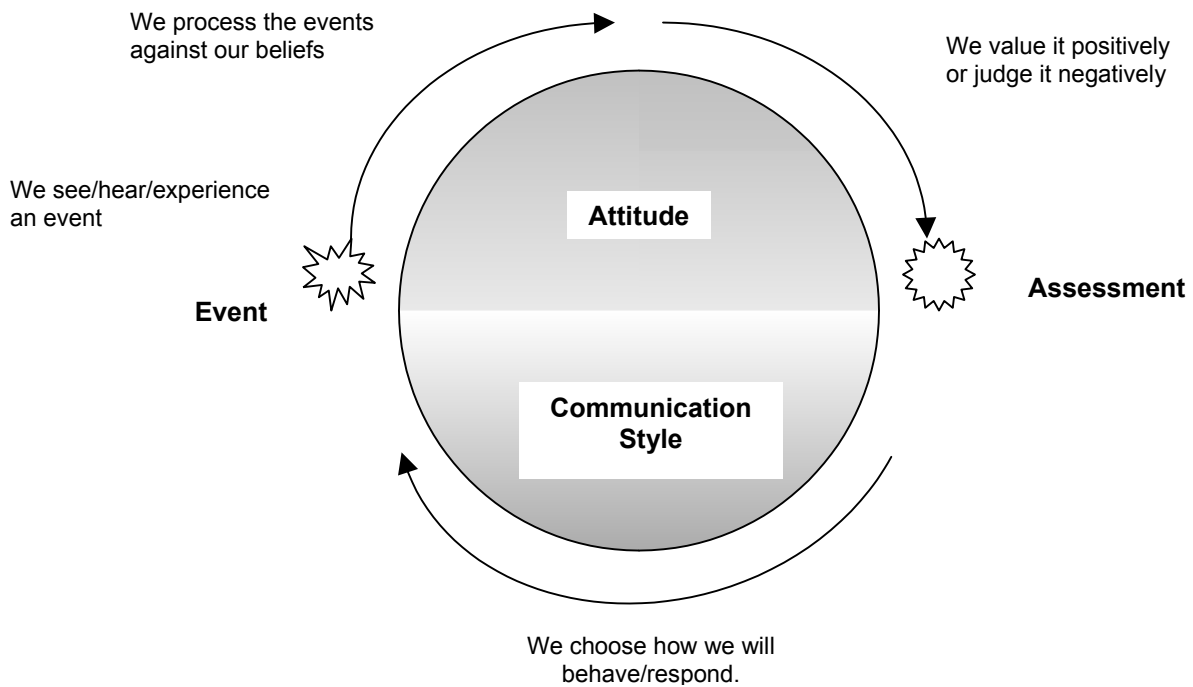 We process the events
against our beliefs
We value it positively
or judge it negatively
We see/hear/experience
an event
Attitude
Event
Assessment
Communication
Style
We choose how we will
behave/respond.